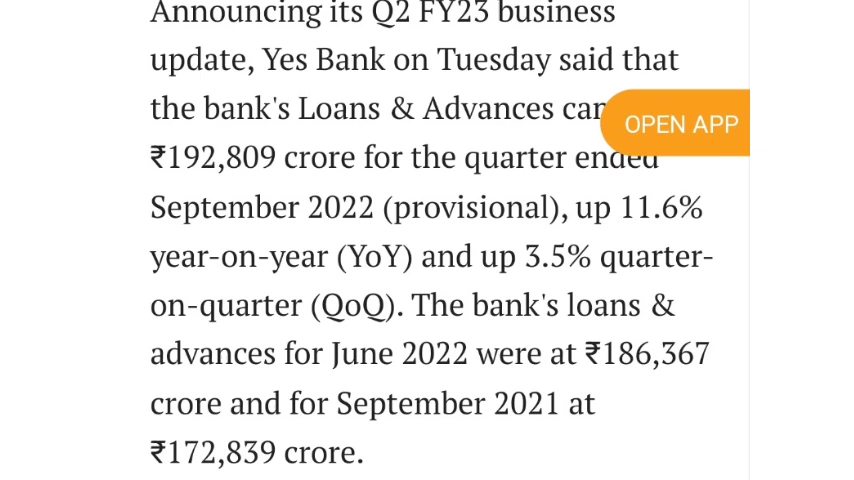 Announcing its Q2 FY23 business
update, Yes Bank on Tuesday said that
the bank's Loans & Advances
OPEN APP
₹192,809 crore for the quarter ended
September 2022 (provisional), up 11.6%
year-on-year (YoY) and up 3.5% quarter-
on-quarter (QoQ). The bank's loans &
advances for June 2022 were at ₹186,367
crore and for September 2021 at
₹172,839 crore.